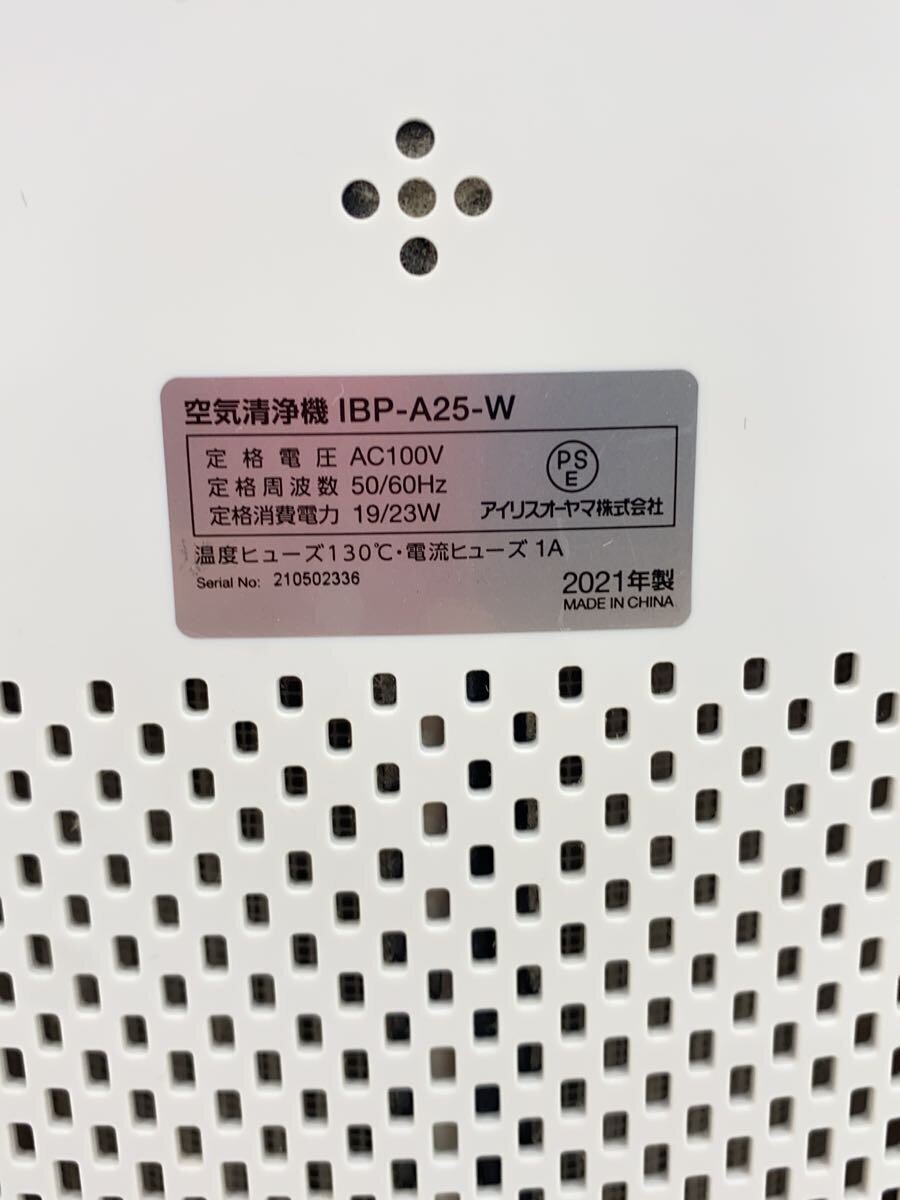 空気清浄機 IBP-A25-W
定格電圧 AC100V
定格周波数 50/60Hz
定格消費電力 19/23W
PS
E
アイリスオーヤマ株式会社
温度ヒューズ130℃・電流ヒューズ 1A
Serial No: 210502336
2021年製
MADE IN CHINA